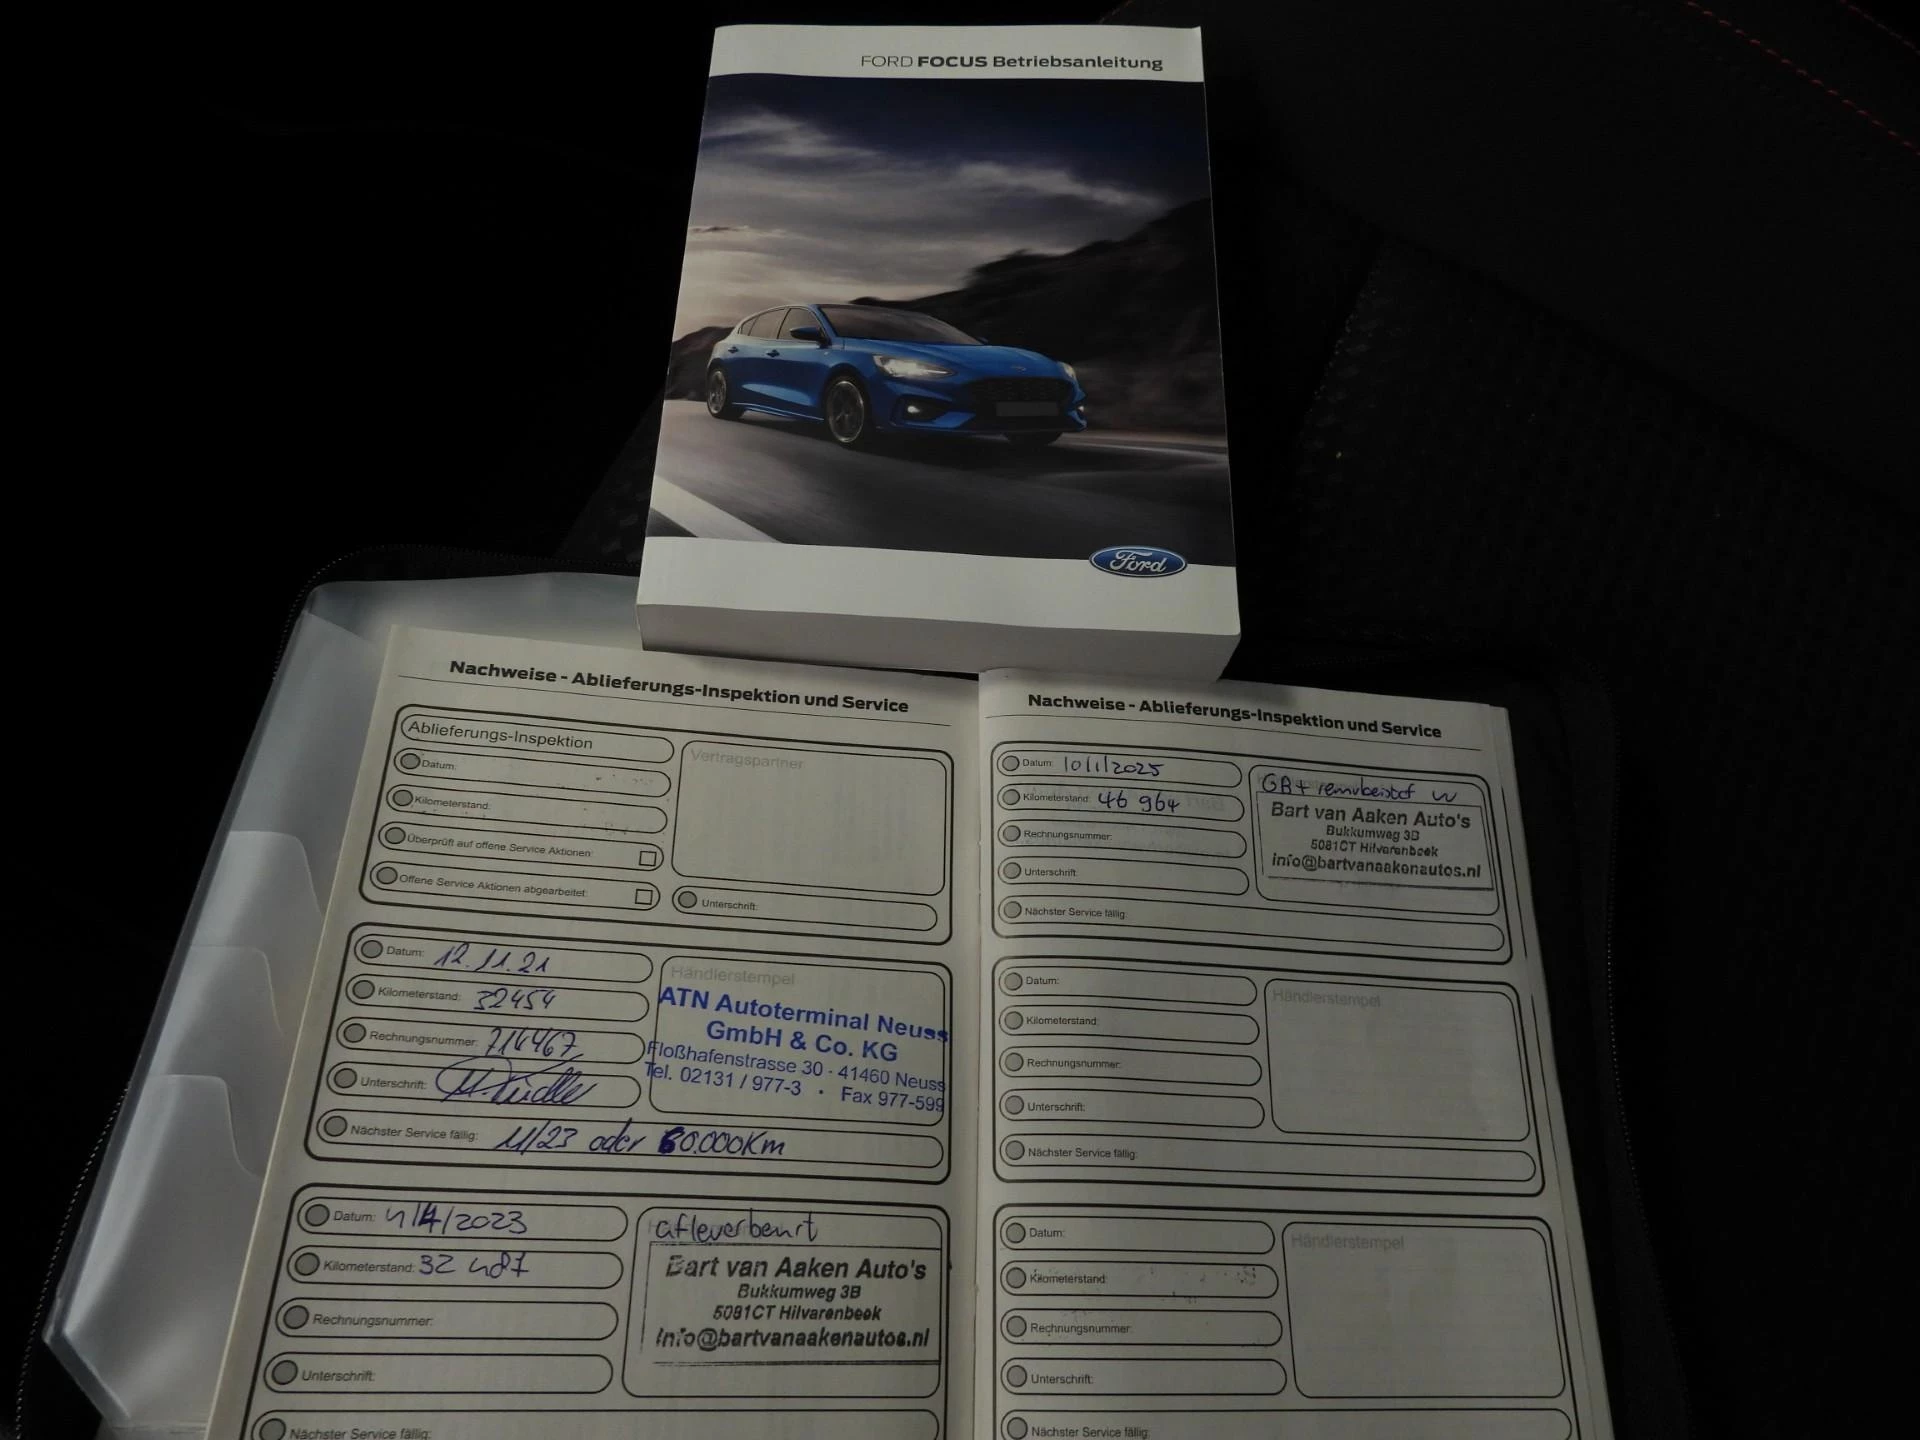 FORD FOCUS Betriebsanleitung
Ford
Nachweise - Ablieferungs-Inspektion und Service
Ablieferungs-Inspektion
Datum:
Kilometerstand:
Überprüft auf offene Service Aktionen:
Offene Service Aktionen abgearbeitet:
Vertragspartner
Unterschrift:
Datum: 12.11.21
Kilometerstand: 32454
Rechnungsnummer: 714467
Unterschrift:
Nächster Service fällig: 11/23 oder 60.000Km
Händlerstempel
ATN Autoterminal Neuss
GmbH & Co. KG
Floßhafenstrasse 30 - 41460 Neuss
Tel. 02131 / 977-3 · Fax 977-599
Datum: 4/4/2023
Kilometerstand: 32 487
Rechnungsnummer:
Unterschrift:
Nächster Service fällig:
afleverbeurt
Bart van Aaken Auto's
Bukkumweg 3B
5081CT Hilvarenbeek
info@bartvanaakenautos.nl
Nachweise - Ablieferungs-Inspektion und Service
Datum: 10/1/2025
Kilometerstand: 46 964
Rechnungsnummer:
Unterschrift:
Nächster Service fällig:
GB+
Bart van Aaken Auto's
Bukkumweg 3B
5081CT Hilvarenbeek
info@bartvanaakenautos.nl
Datum:
Kilometerstand:
Rechnungsnummer:
Unterschrift:
Nächster Service fällig:
Händlerstempel
Datum:
Kilometerstand:
Rechnungsnummer:
Unterschrift:
Nächster Service fällig:
Händlerstempel